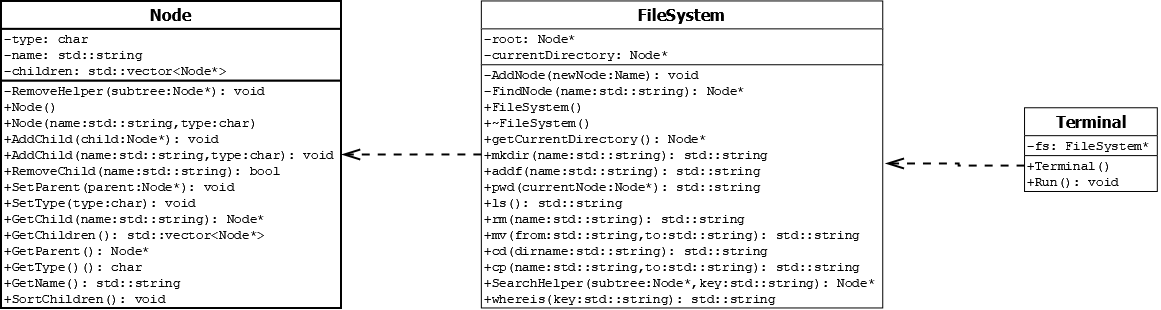 Node
-type: char
-name: std::string
-children: std::vector<Node*>
-RemoveHelper(subtree:Node*): void
+Node()
+Node(name:std::string,type:char)
+AddChild(child:Node*): void
+AddChild(name:std::string,type:char): void
+RemoveChild(name:std::string): bool
+SetParent(parent:Node*): void
+SetType(type:char): void
+GetChild(name:std::string): Node*
+GetChildren(): std::vector<Node*>
+GetParent(): Node*
+GetType()(): char
+GetName(): std::string
+SortChildren(): void
FileSystem
-root: Node*
-currentDirectory: Node*
-AddNode(newNode:Name): void
-FindNode(name:std::string): Node*
+FileSystem()
+~FileSystem()
+getCurrentDirectory(): Node*
+mkdir(name:std::string): std::string
+addf(name:std::string): std::string
+pwd(currentNode:Node*): std::string
+ls(): std::string
+rm(name:std::string): std::string
+mv(from:std::string,to:std::string): std::string
+cd(dirname:std::string): std::string
+cp(name:std::string,to:std::string): std::string
+SearchHelper(subtree:Node*,key:std::string): Node*
+whereis(key:std::string): std::string
Terminal
-fs: FileSystem*
+Terminal()
+Run(): void